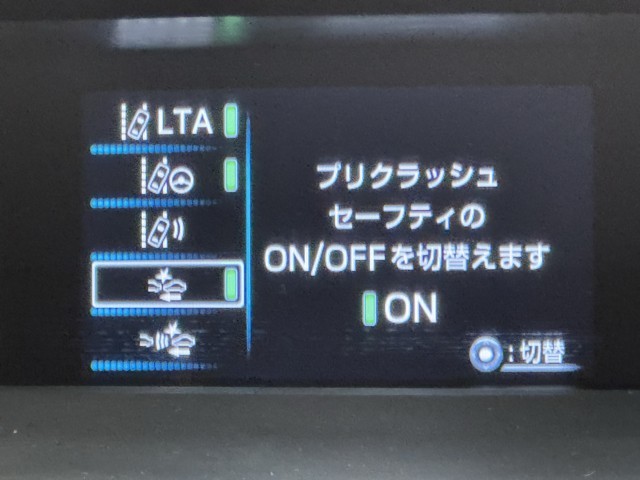 LTA
プリクラッシュ
セーフティの
ON/OFFを切替えます
ON
:切替